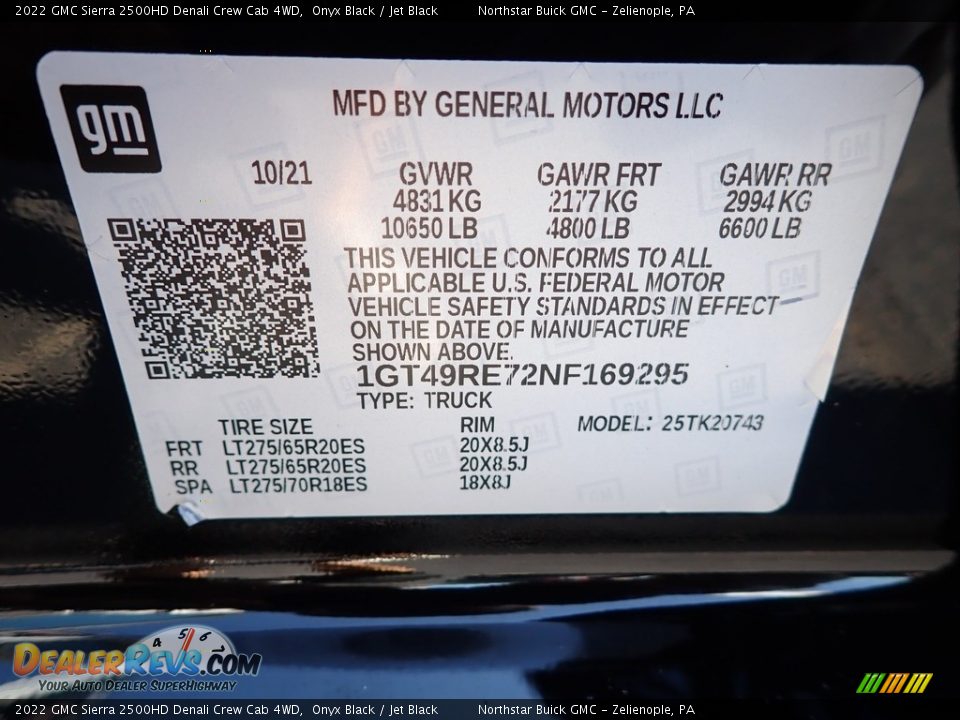 2022 GMC Sierra 2500HD Denali Crew Cab 4WD, Onyx Black / Jet Black Northstar Buick GMC - Zelienople, PA
gm
MFD BY GENERAL MOTORS LLC
10/21 GVWR GAWR FRT GAWR RR
4831 KG 2177 KG 2994 KG
10650 LB 4800 LB 6600 LB
THIS VEHICLE CONFORMS TO ALL
APPLICABLE U.S. FEDERAL MOTOR
VEHICLE SAFETY STANDARDS IN EFFECT
ON THE DATE OF MANUFACTURE
SHOWN ABOVE.
1GT49RE72NF169295
TYPE: TRUCK
TIRE SIZE RIM MODEL: 25TK20743
FRT LT275/65R20ES 20X8.5J
RR LT275/65R20ES 20X8.5J
SPA LT275/70R18ES 18X8J
4 5 6
DEALERREVS.COM
YOUR AUTO DEALER SUPERHIGHWAY
2022 GMC Sierra 2500HD Denali Crew Cab 4WD, Onyx Black / Jet Black Northstar Buick GMC - Zelienople, PA